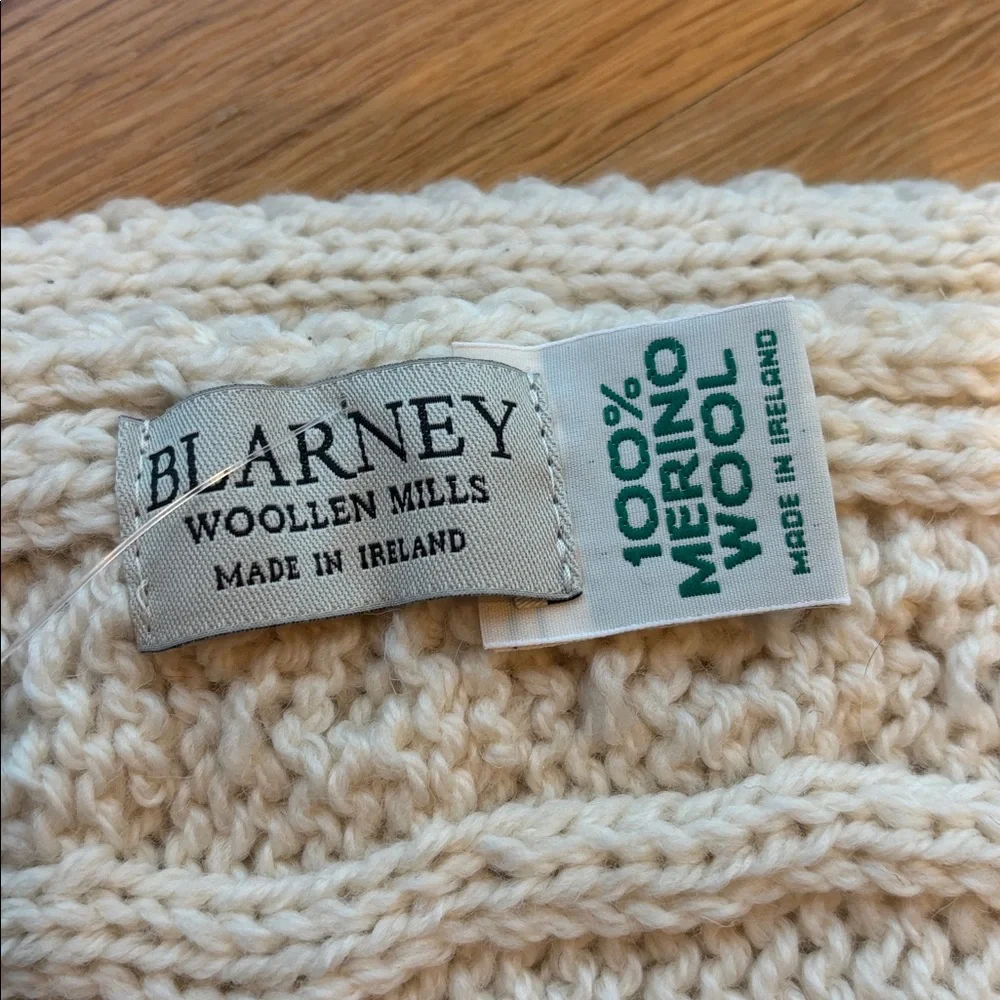 BLARNEY
WOOLLEN MILLS
MADE IN IRELAND
100%
MERINO
WOOL
MADE IN IRELAND